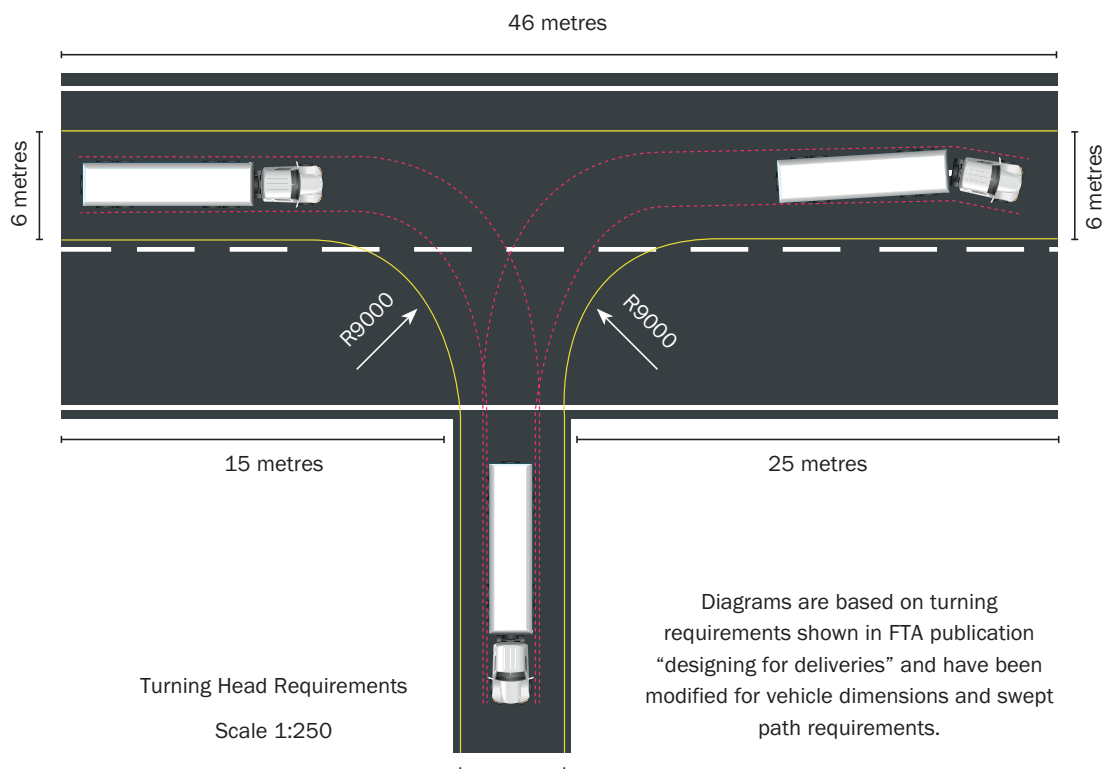 46 metres
6 metres
6 metres
R9000
R9000
15 metres
25 metres
Turning Head Requirements
Scale 1:250
Diagrams are based on turning
requirements shown in FTA publication
“designing for deliveries” and have been
modified for vehicle dimensions and swept
path requirements.